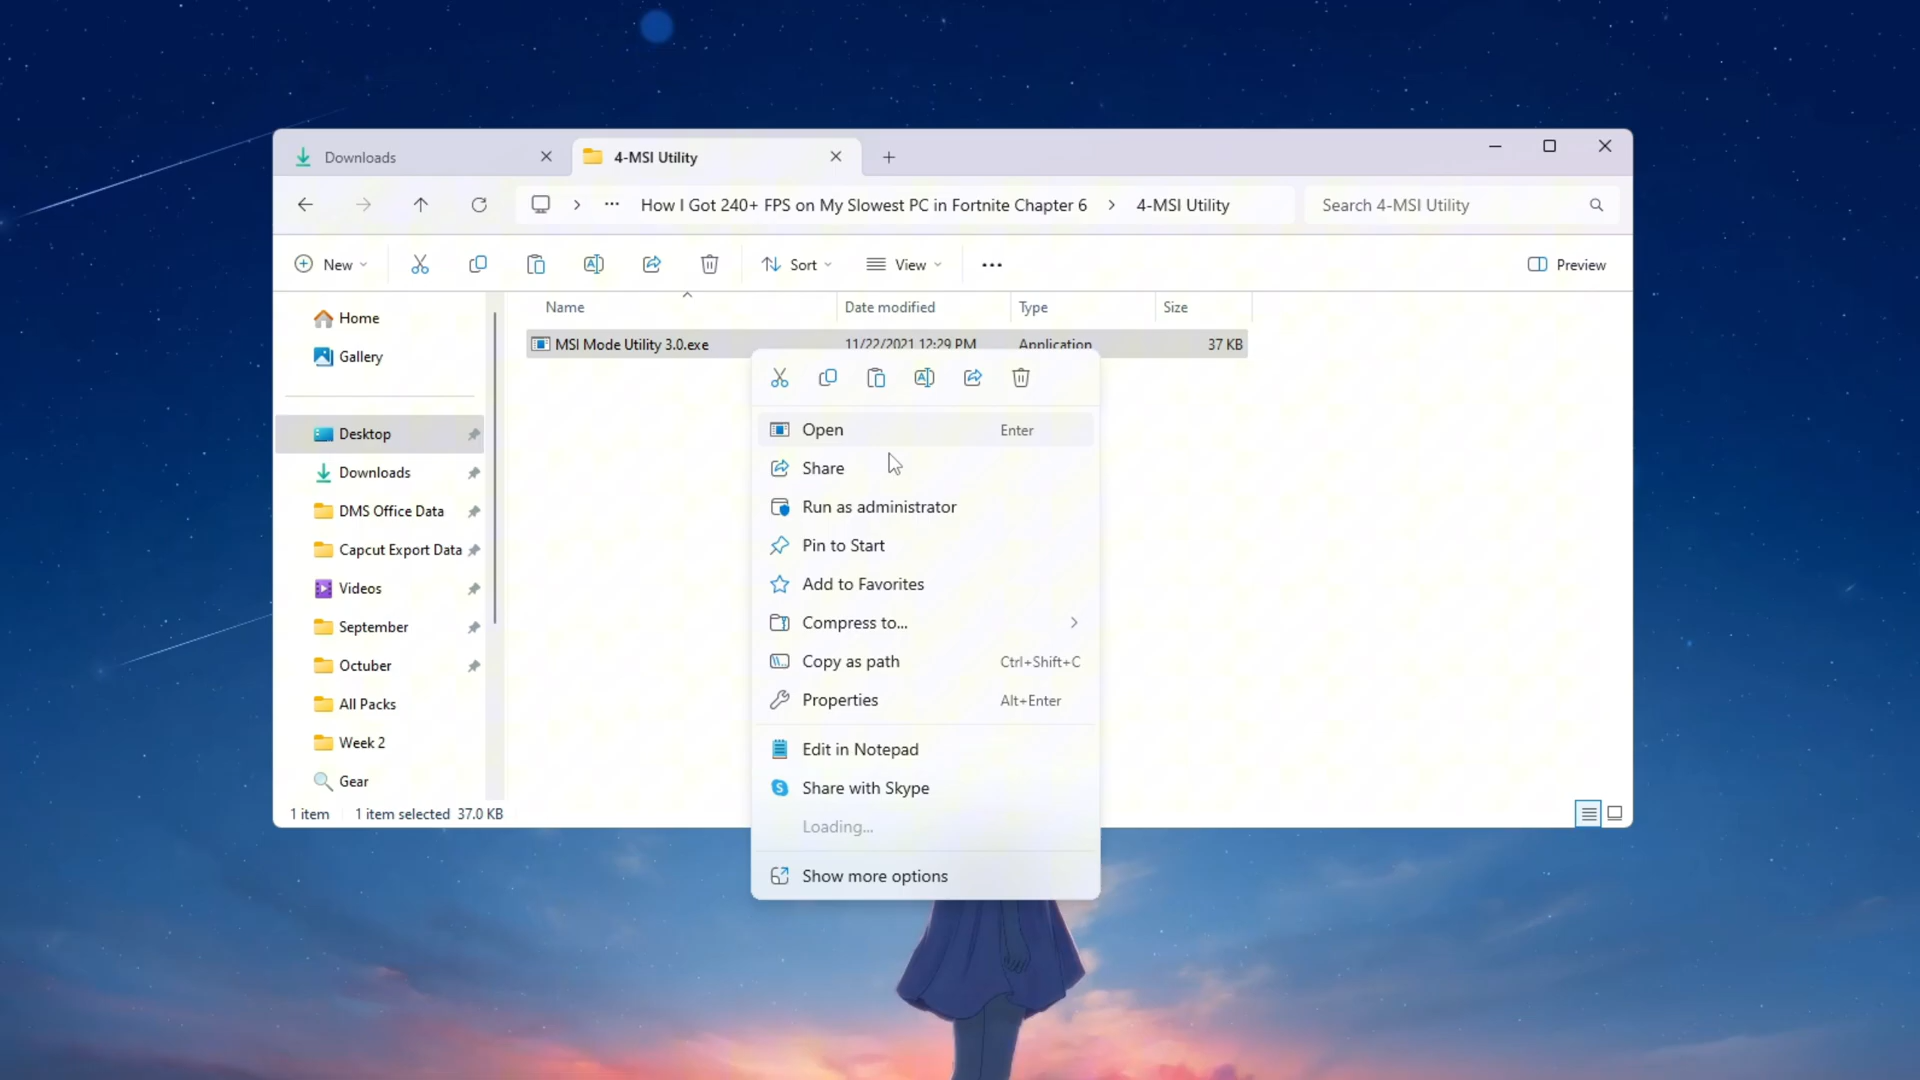 Downloads
4-MSI Utility
How I Got 240+ FPS on My Slowest PC in Fortnite Chapter 6 > 4-MSI Utility
Search 4-MSI Utility
New
Sort
View
Preview
Name
Date modified
Type
Size
MSI Mode Utility 3.0.exe
11/22/2021 12:29 PM
Application
37 KB
Home
Gallery
Desktop
Downloads
DMS Office Data
Capcut Export Data
Videos
September
Octuber
All Packs
Week 2
Gear
Open Enter
Share
Run as administrator
Pin to Start
Add to Favorites
Compress to...
Copy as path Ctrl+Shift+C
Properties Alt+Enter
Edit in Notepad
Share with Skype
Loading...
Show more options
1 item 1 item selected 37.0 KB